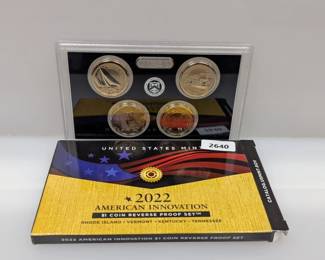 UNITED STATES MINT
2640
2022
AMERICAN INNOVATION
$1 COIN REVERSE PROOF SET™
RHODE ISLAND / VERMONT / KENTUCKY / TENNESSEE
2022 AMERICAN INNOVATION $1 COIN REVERSE PROOF SET